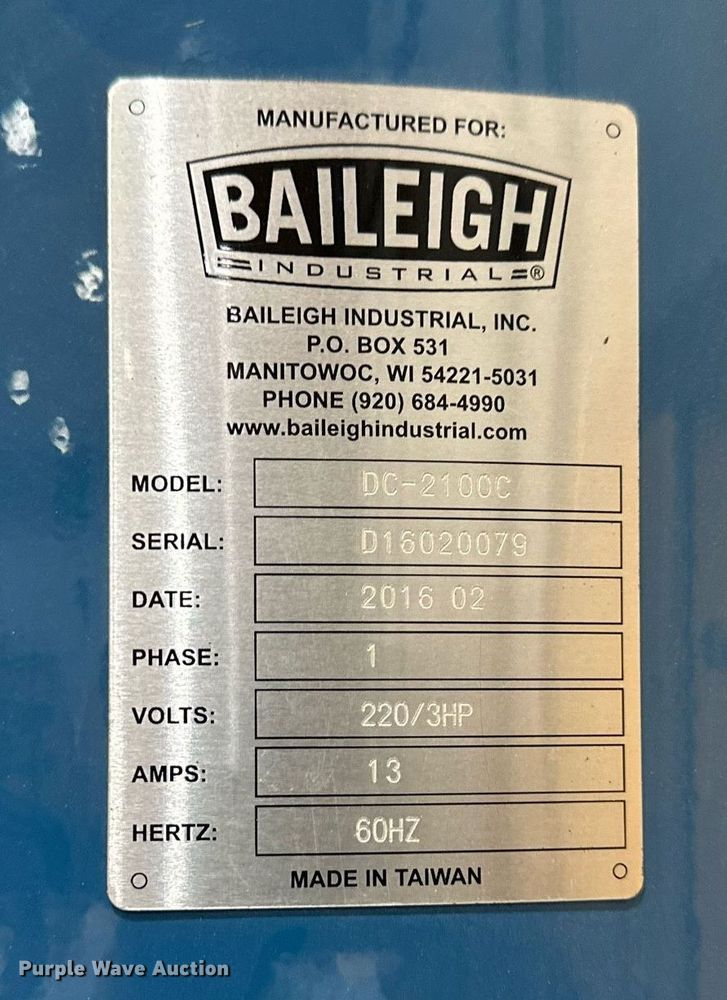 MANUFACTURED FOR:
BAILEIGH
INDUSTRIAL ®
BAILEIGH INDUSTRIAL, INC.
P.O. BOX 531
MANITOWOC, WI 54221-5031
PHONE (920) 684-4990
www.baileighindustrial.com
MODEL: DC-2100C
SERIAL: D16020079
DATE: 2016 02
PHASE: 1
VOLTS: 220/3HP
AMPS: 13
HERTZ: 60HZ
MADE IN TAIWAN
Purple Wave Auction